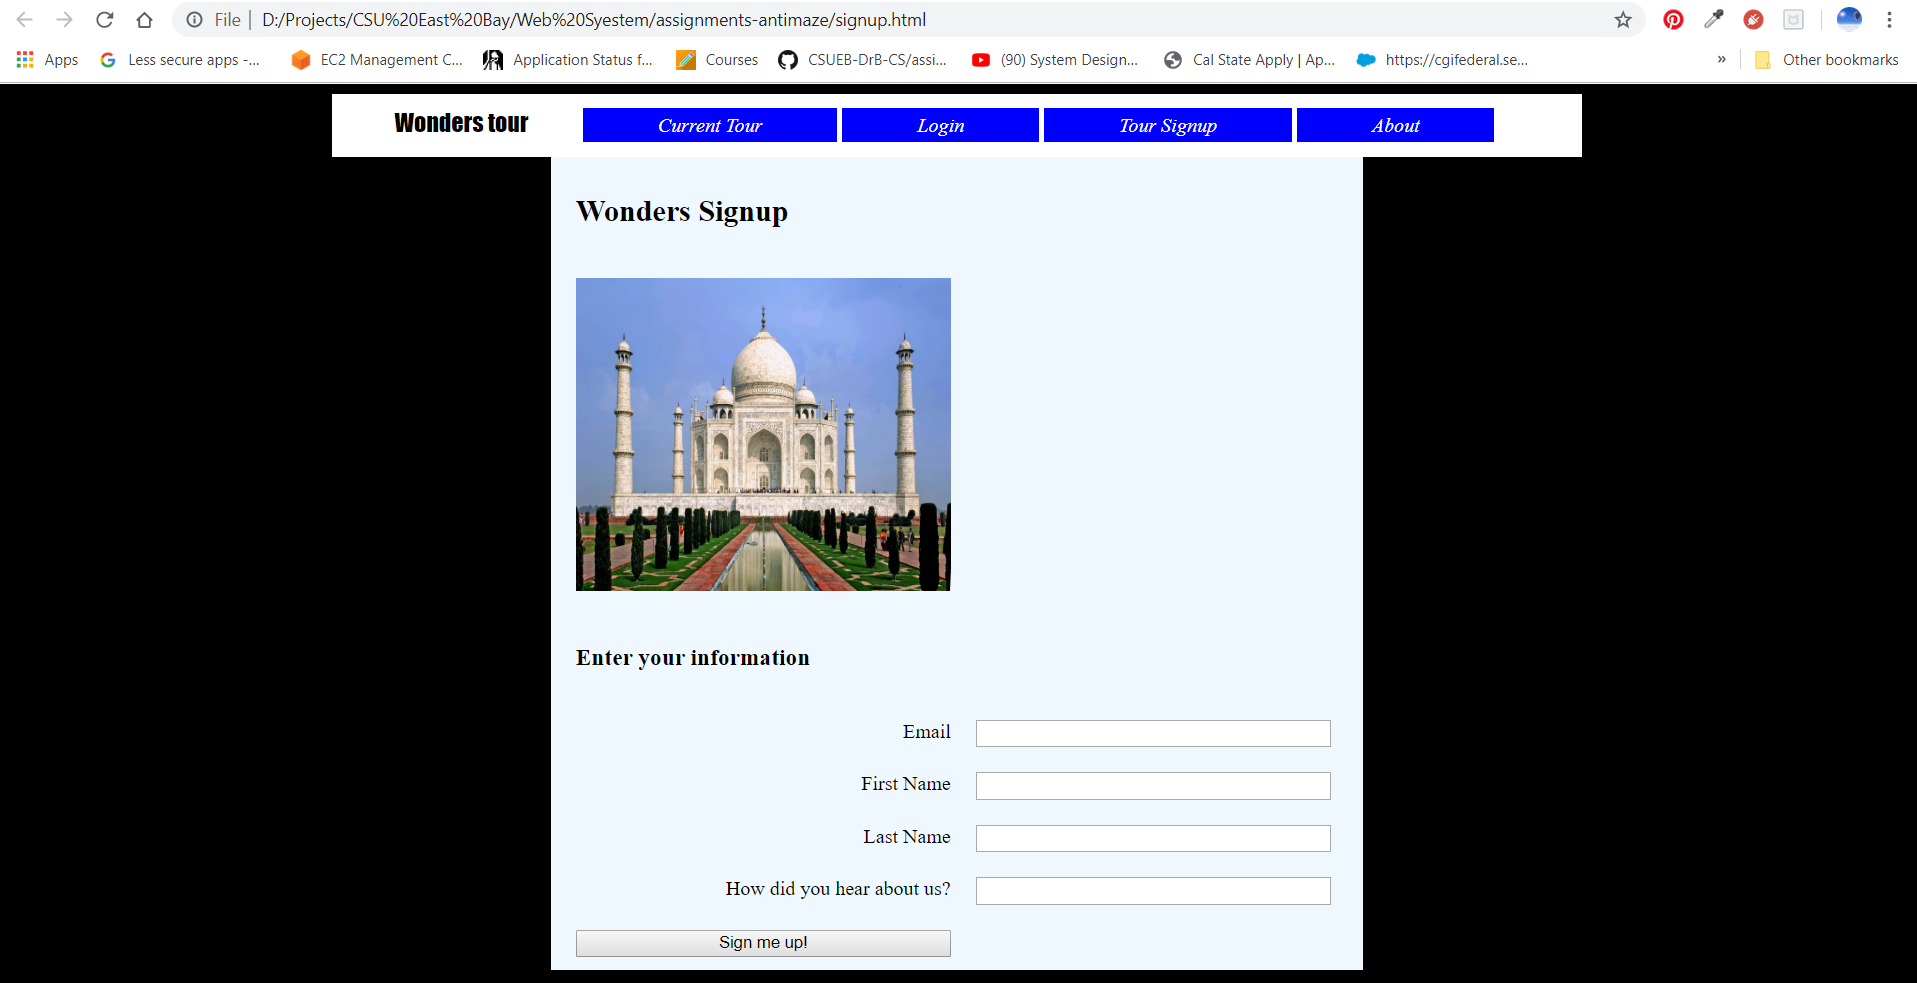 File D:/Projects/CSU%20East%20Bay/Web%20Syestem/assignments-antimaze/signup.html
Apps Less secure apps -... EC2 Management C... Application Status f... Courses CSUEB-DrB-CS/assi... (90) System Design... Cal State Apply | Ap... https://cgifederal.se... » Other bookmarks
Wonders tour Current Tour Login Tour Signup About
Wonders Signup
Enter your information
Email
First Name
Last Name
How did you hear about us?
Sign me up!